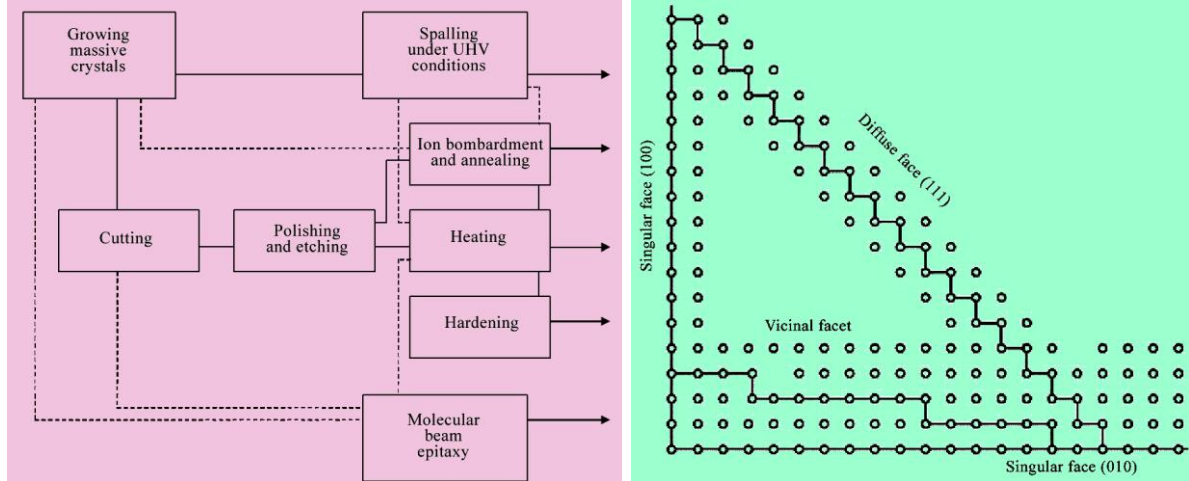 Growing
massive
crystals
Spalling
under UHV
conditions
Ion bombardment
and annealing
Cutting
Polishing
and etching
Heating
Hardening
Molecular
beam
epitaxy
Singular face (100)
Diffuse face (111)
Vicinal facet
Singular face (010)